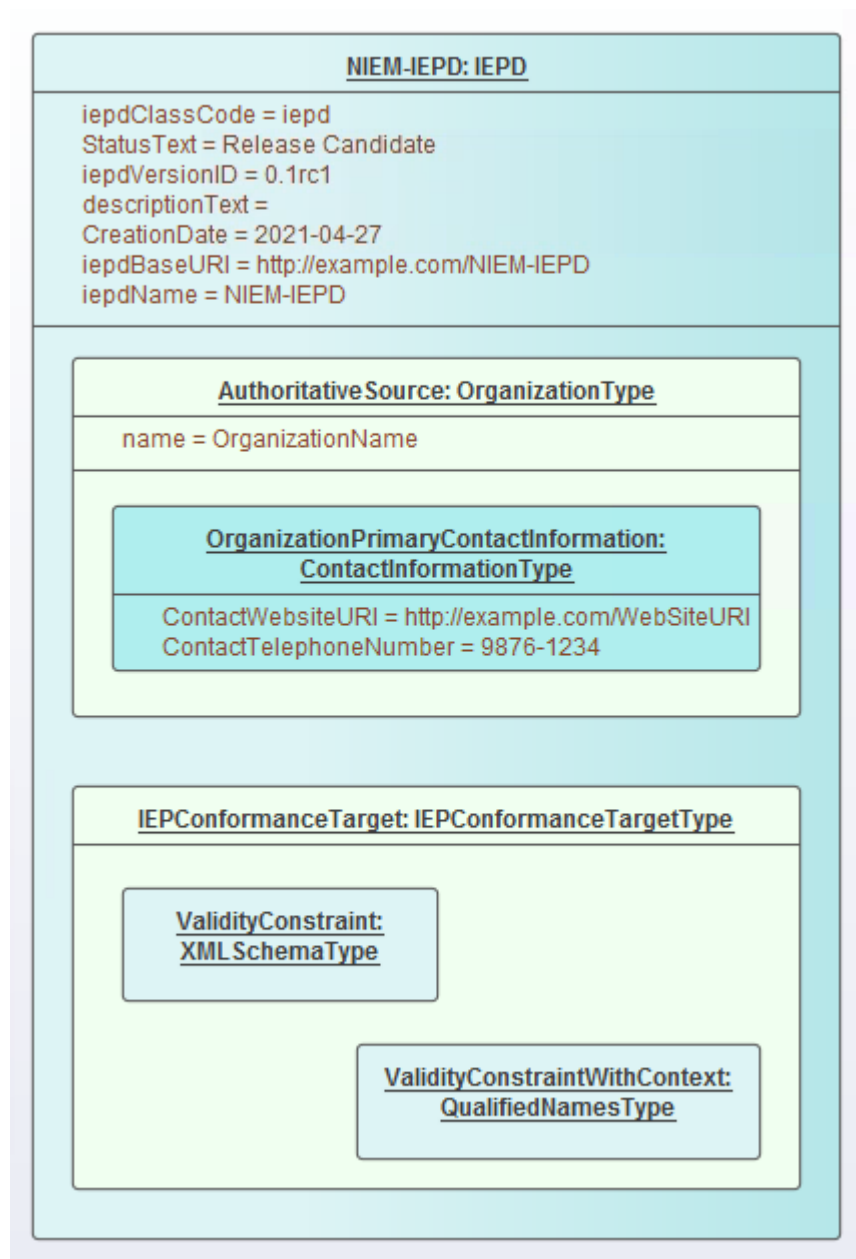 NIEM-IEPD: IEPD
iepdClassCode = iepd
StatusText = Release Candidate
iepdVersionID = 0.1rc1
descriptionText =
CreationDate = 2021-04-27
iepdBaseURI = http://example.com/NIEM-IEPD
iepdName = NIEM-IEPD
AuthoritativeSource: OrganizationType
name = OrganizationName
OrganizationPrimaryContactInformation:
ContactInformationType
ContactWebsiteURI = http://example.com/WebSiteURI
ContactTelephoneNumber = 9876-1234
IEPConformanceTarget: IEPConformanceTargetType
ValidityConstraint:
XMLSchemaType
ValidityConstraintWithContext:
QualifiedNamesType